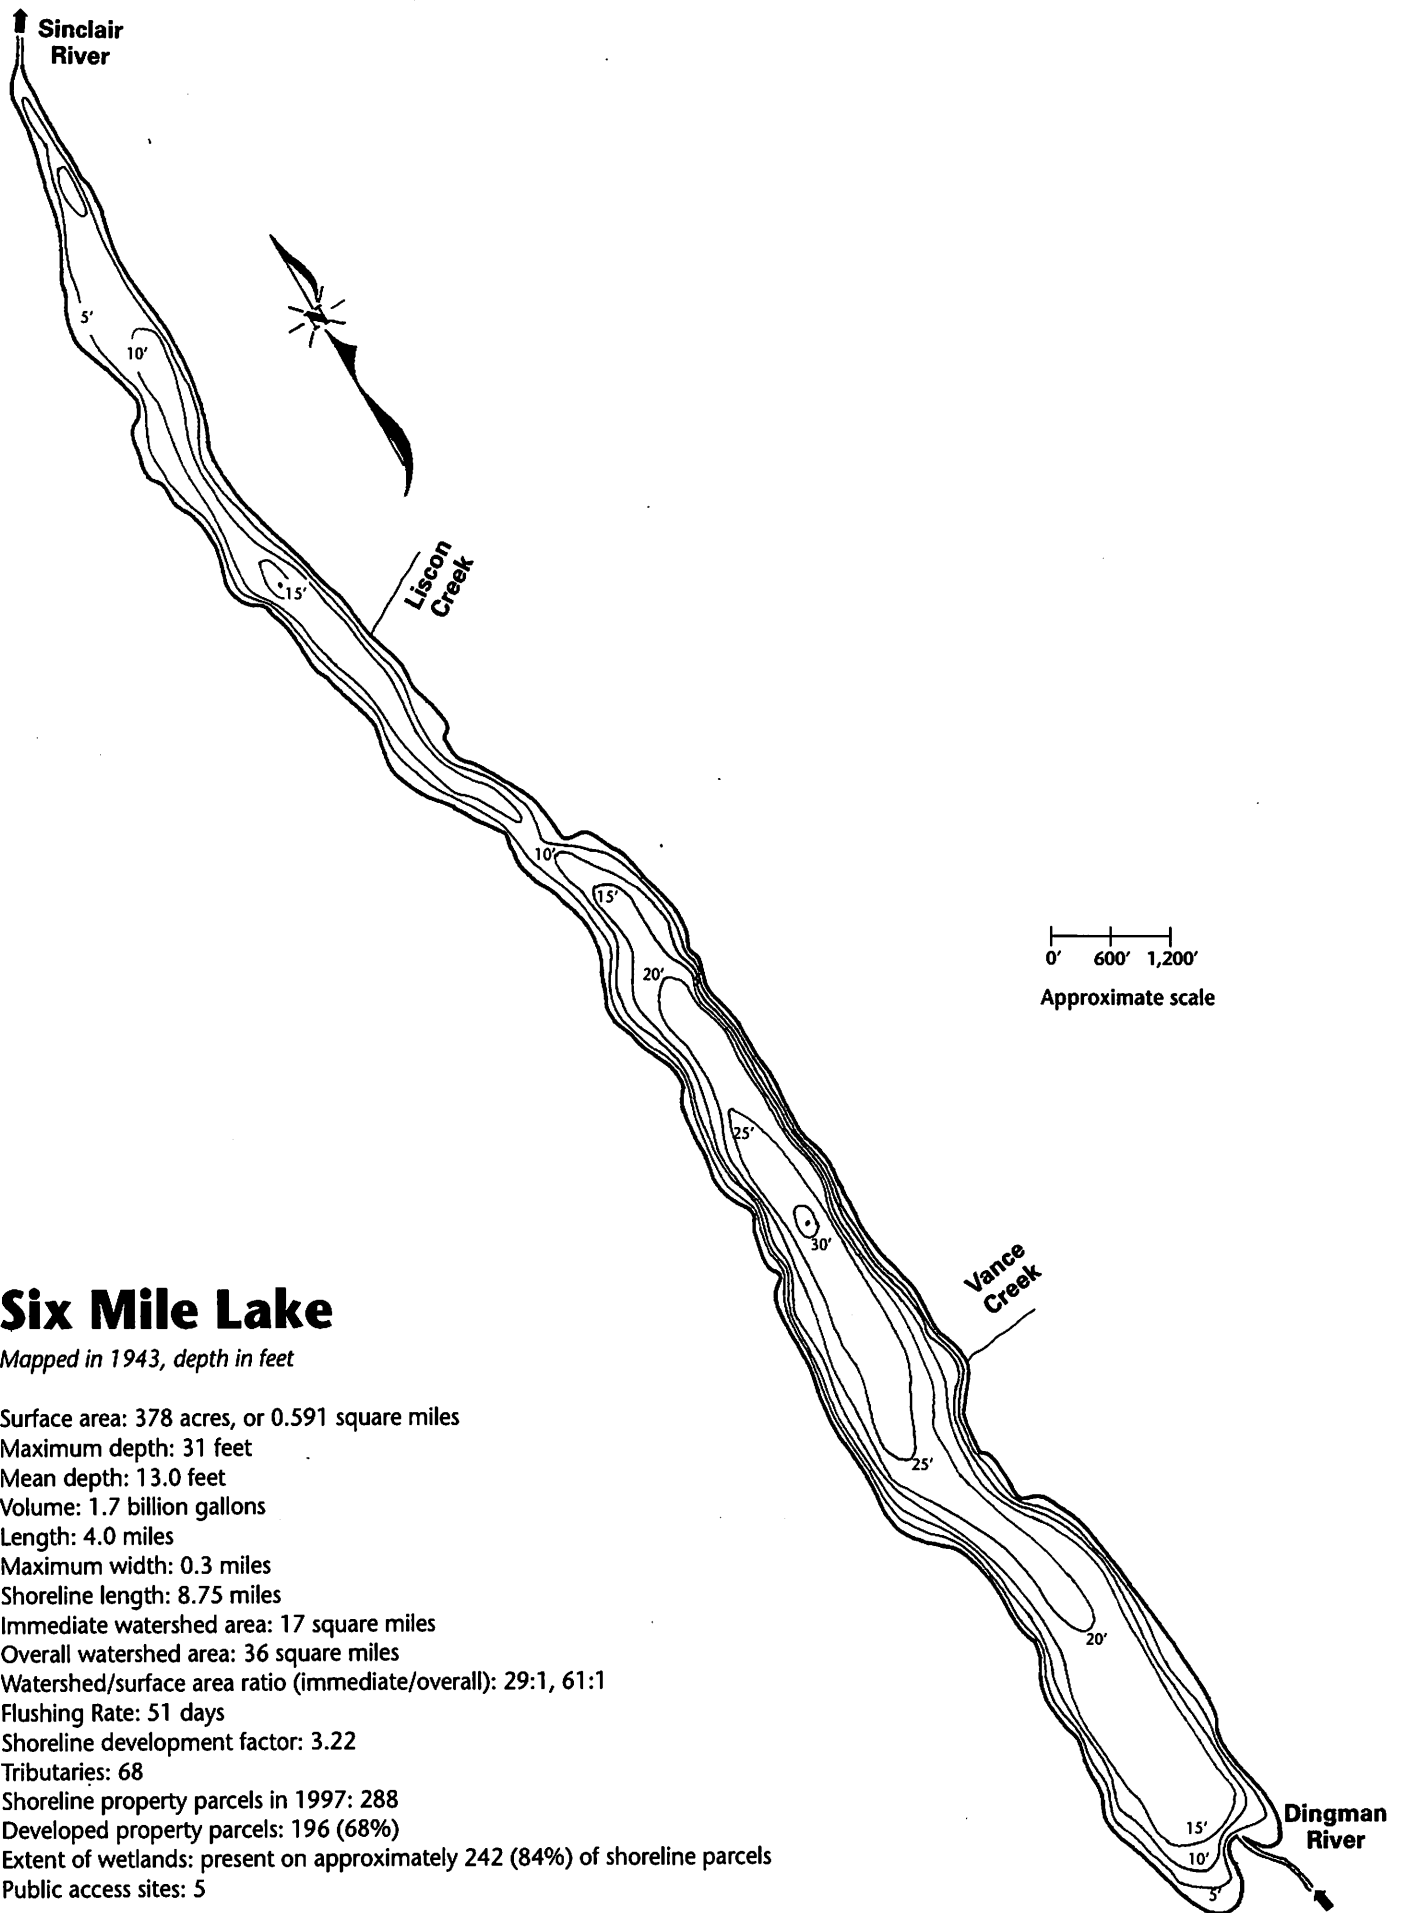 Sinclair
River
5'
10'
15'
Liscon
Creek
10'
15'
20'
0' 600' 1,200'
Approximate scale
25'
30'
Vance
Creek
25'
20'
15'
10'
5'
Dingman
River
Six Mile Lake
Mapped in 1943, depth in feet
Surface area: 378 acres, or 0.591 square miles
Maximum depth: 31 feet
Mean depth: 13.0 feet
Volume: 1.7 billion gallons
Length: 4.0 miles
Maximum width: 0.3 miles
Shoreline length: 8.75 miles
Immediate watershed area: 17 square miles
Overall watershed area: 36 square miles
Watershed/surface area ratio (immediate/overall): 29:1, 61:1
Flushing Rate: 51 days
Shoreline development factor: 3.22
Tributaries: 68
Shoreline property parcels in 1997: 288
Developed property parcels: 196 (68%)
Extent of wetlands: present on approximately 242 (84%) of shoreline parcels
Public access sites: 5